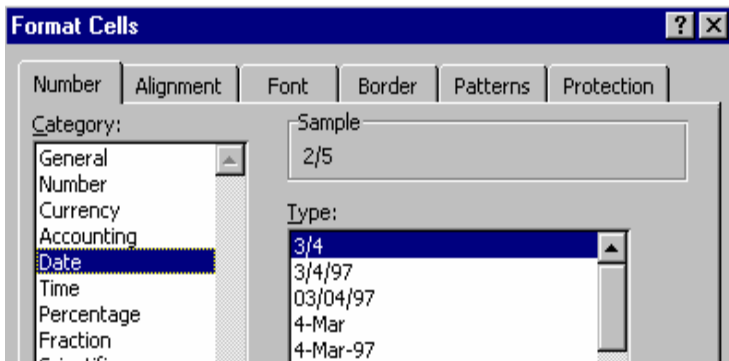 Format Cells
Number Alignment Font Border Patterns Protection
Category:
General
Number
Currency
Accounting
Date
Time
Percentage
Fraction
Sample
2/5
Type:
3/4
3/4/97
03/04/97
4-Mar
4-Mar-97